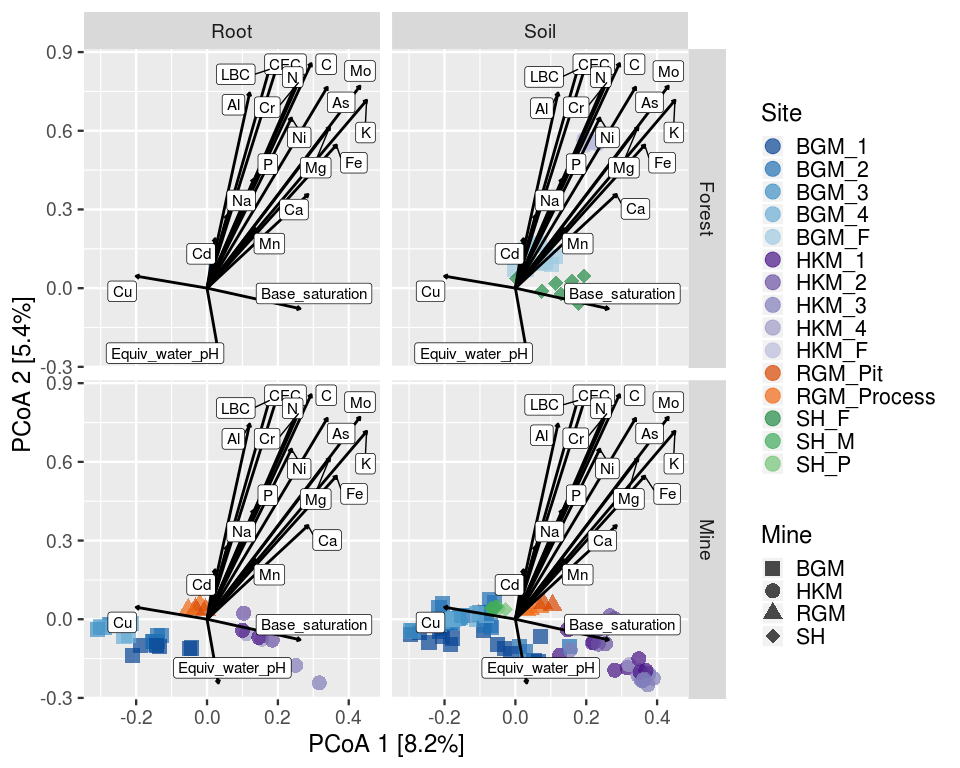 Root
Soil
Forest
Mine
PCoA 2 [5.4%]
PCoA 1 [8.2%]
0.9
0.6
0.3
0.0
-0.3
LBC
CEC
N
C
Mo
Al
Cr
As
K
Ni
P
Mg
Fe
Na
Ca
Cd
Mn
Cu
Base_saturation
Equiv_water_pH
LBC
CEC
N
C
Mo
Al
Cr
As
K
Ni
P
Mg
Fe
Na
Ca
Cd
Mn
Cu
Base_saturation
Equiv_water_pH
0.9
0.6
0.3
0.0
-0.3
LBC
CEC
N
C
Mo
Al
Cr
As
K
Ni
P
Mg
Fe
Na
Ca
Cd
Mn
Cu
Base_saturation
Equiv_water_pH
LBC
CEC
N
C
Mo
Al
Cr
As
K
Ni
P
Mg
Fe
Na
Ca
Cd
Mn
Cu
Base_saturation
Equiv_water_pH
-0.2 0.0 0.2 0.4
-0.2 0.0 0.2 0.4
Site
BGM_1
BGM_2
BGM_3
BGM_4
BGM_F
HKM_1
HKM_2
HKM_3
HKM_4
HKM_F
RGM_Pit
RGM_Process
SH_F
SH_M
SH_P
Mine
BGM
HKM
RGM
SH